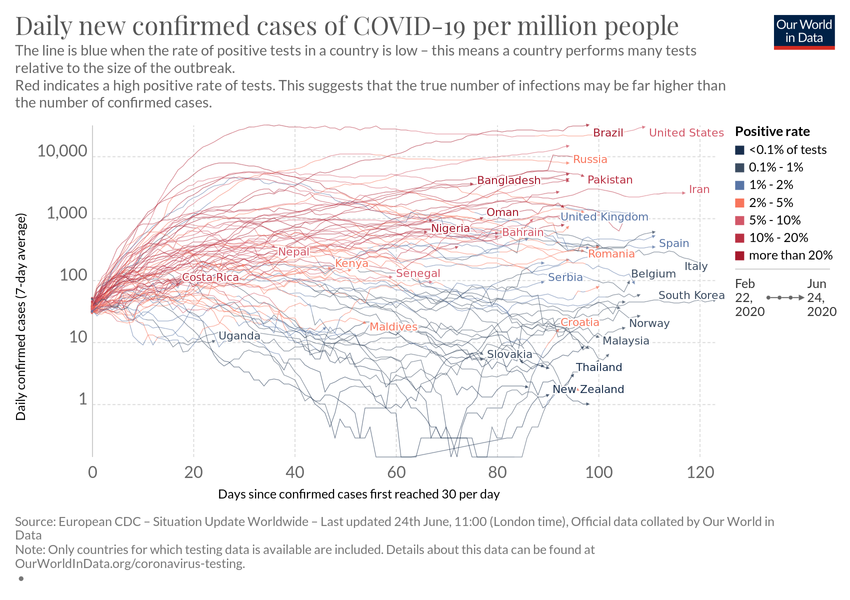 Daily new confirmed cases of COVID-19 per million people
Our World
in Data
The line is blue when the rate of positive tests in a country is low – this means a country performs many tests
relative to the size of the outbreak.
Red indicates a high positive rate of tests. This suggests that the true number of infections may be far higher than
the number of confirmed cases.
Daily confirmed cases (7-day average)
10,000
1,000
100
10
1
Brazil
United States
Russia
Bangladesh
Pakistan
Iran
Oman
United Kingdom
Nigeria
Bahrain
Spain
Nepal
Romania
Kenya
Italy
Costa Rica
Senegal
Serbia
Belgium
South Korea
Maldives
Croatia
Norway
Uganda
Malaysia
Slovakia
Thailand
New Zealand
0
20
40
60
80
100
120
Days since confirmed cases first reached 30 per day
Positive rate
<0.1% of tests
0.1% - 1%
1% - 2%
2% - 5%
5% - 10%
10% - 20%
more than 20%
Feb
22,
2020
Jun
24,
2020
Source: European CDC – Situation Update Worldwide – Last updated 24th June, 11:00 (London time), Official data collated by Our World in
Data
Note: Only countries for which testing data is available are included. Details about this data can be found at
OurWorldInData.org/coronavirus-testing.